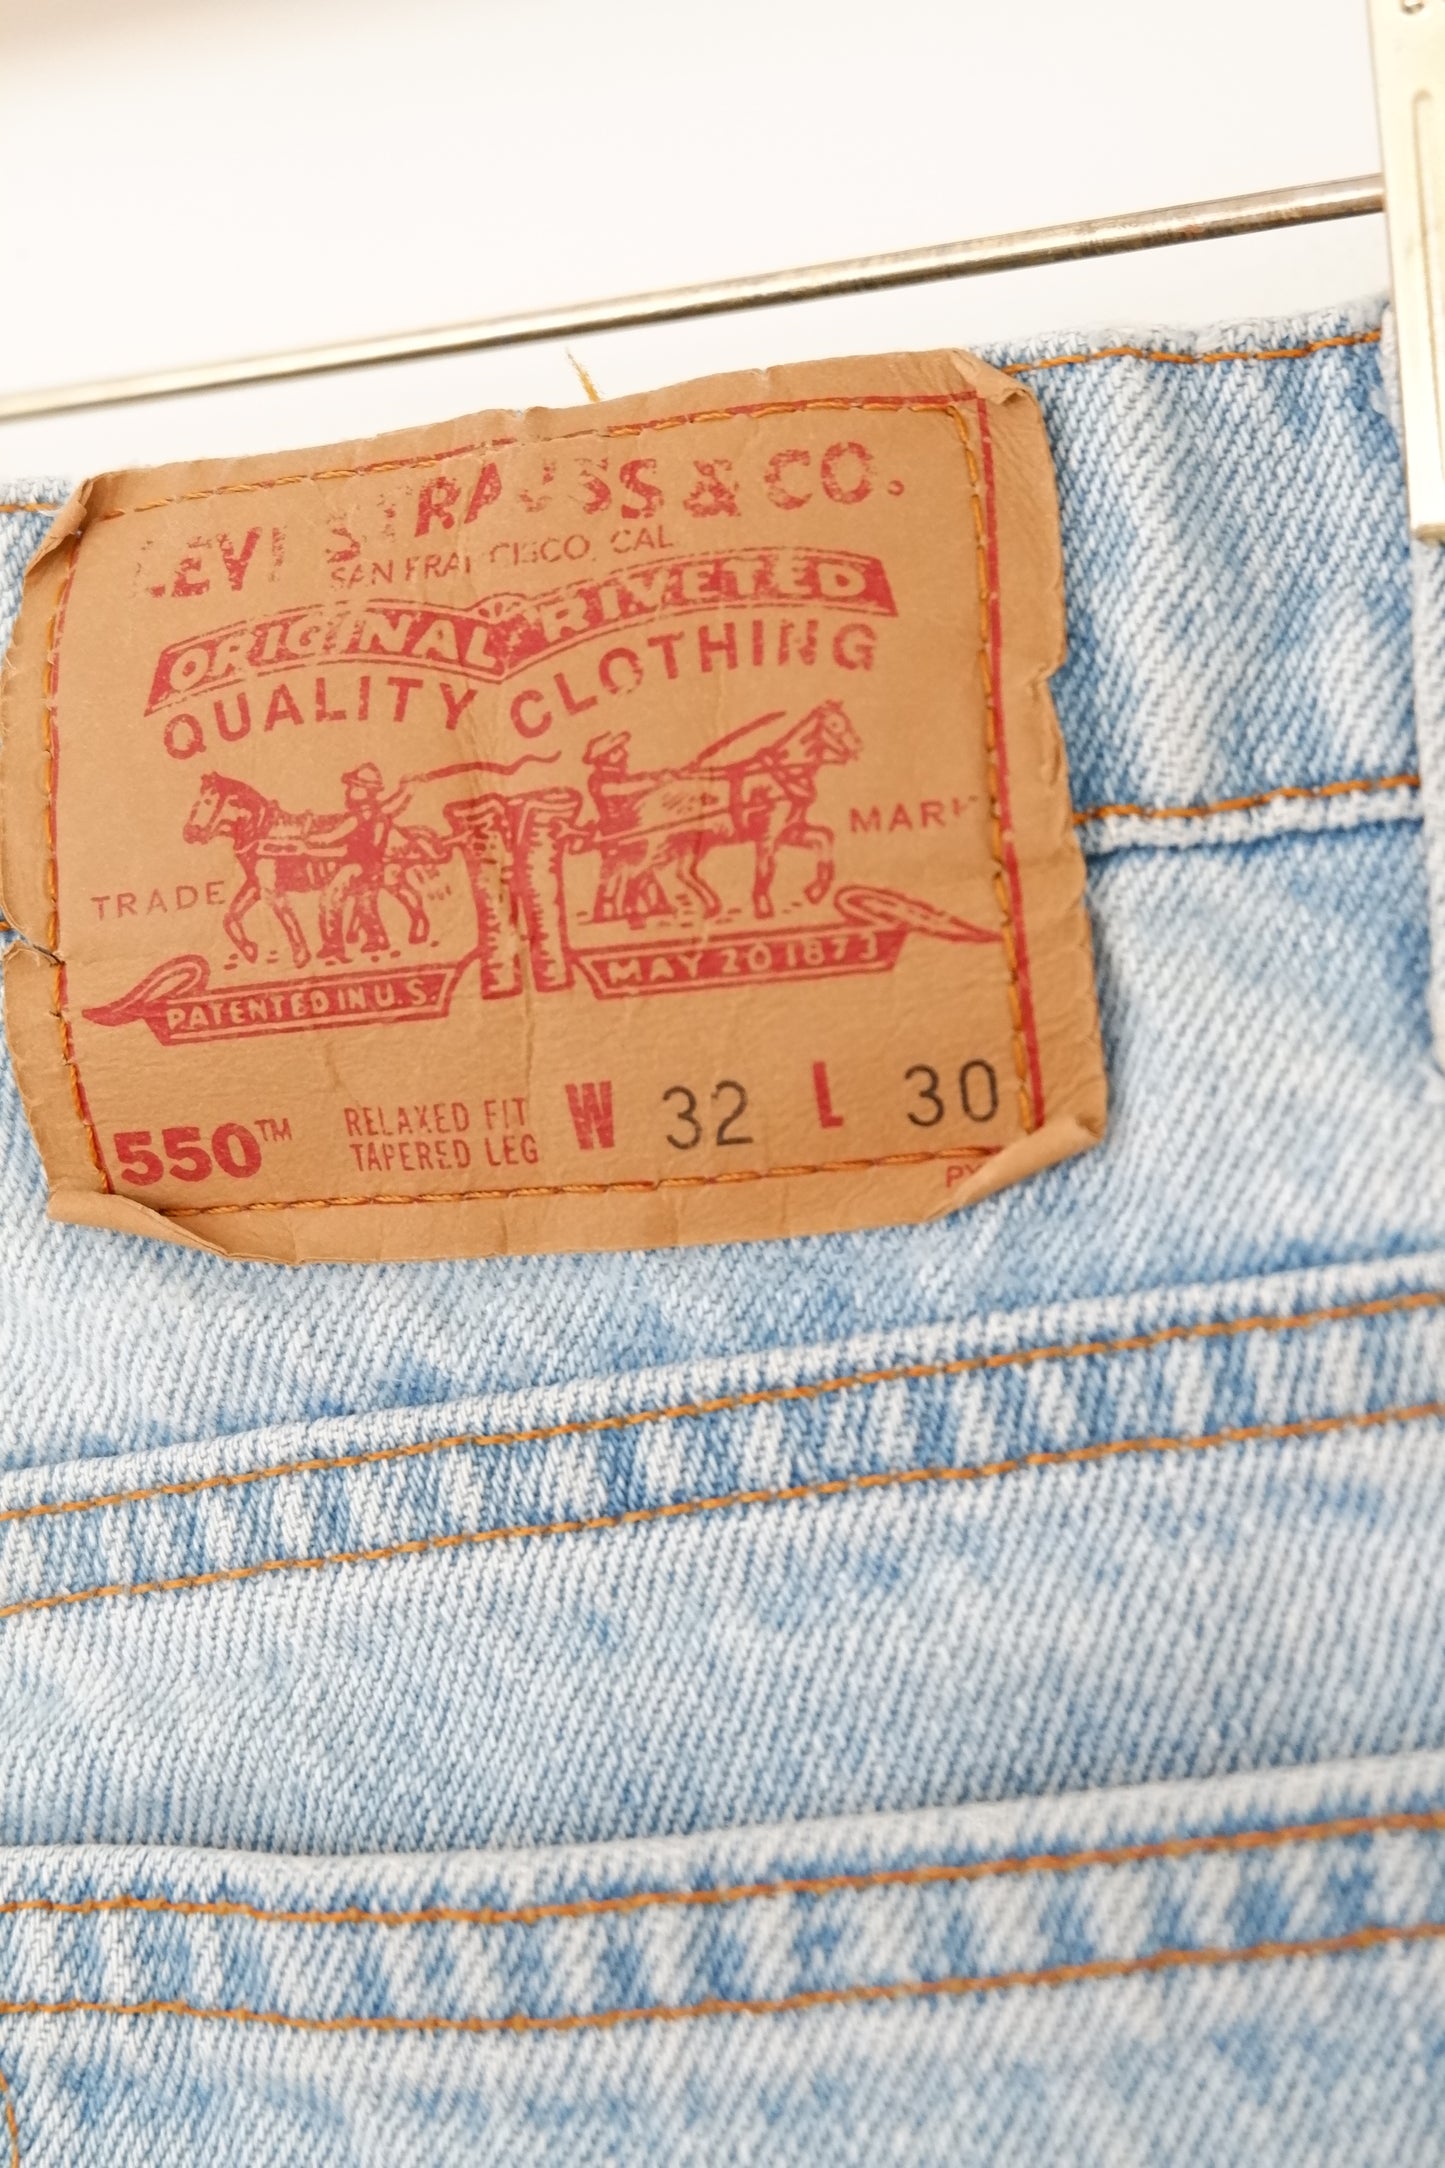 LEVI STRAUSS & CO.
SAN FRANCISCO, CAL
ORIGINAL RIVETED
QUALITY CLOTHING
TRADE MARK
PATENTED IN U.S. MAY 20 1873
550™ RELAXED FIT W 32 L 30
TAPERED LEG